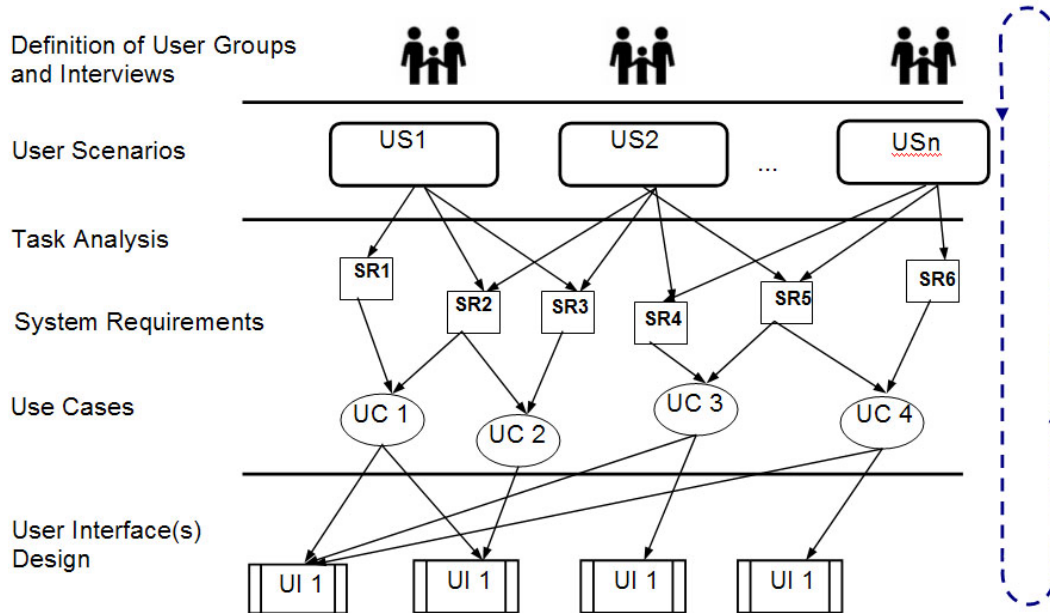 Definition of User Groups
and Interviews
User Scenarios
US1
US2
...
USn
Task Analysis
SR1
SR2
SR3
SR4
SR5
SR6
System Requirements
Use Cases
UC 1
UC 2
UC 3
UC 4
User Interface(s)
Design
UI 1
UI 1
UI 1
UI 1